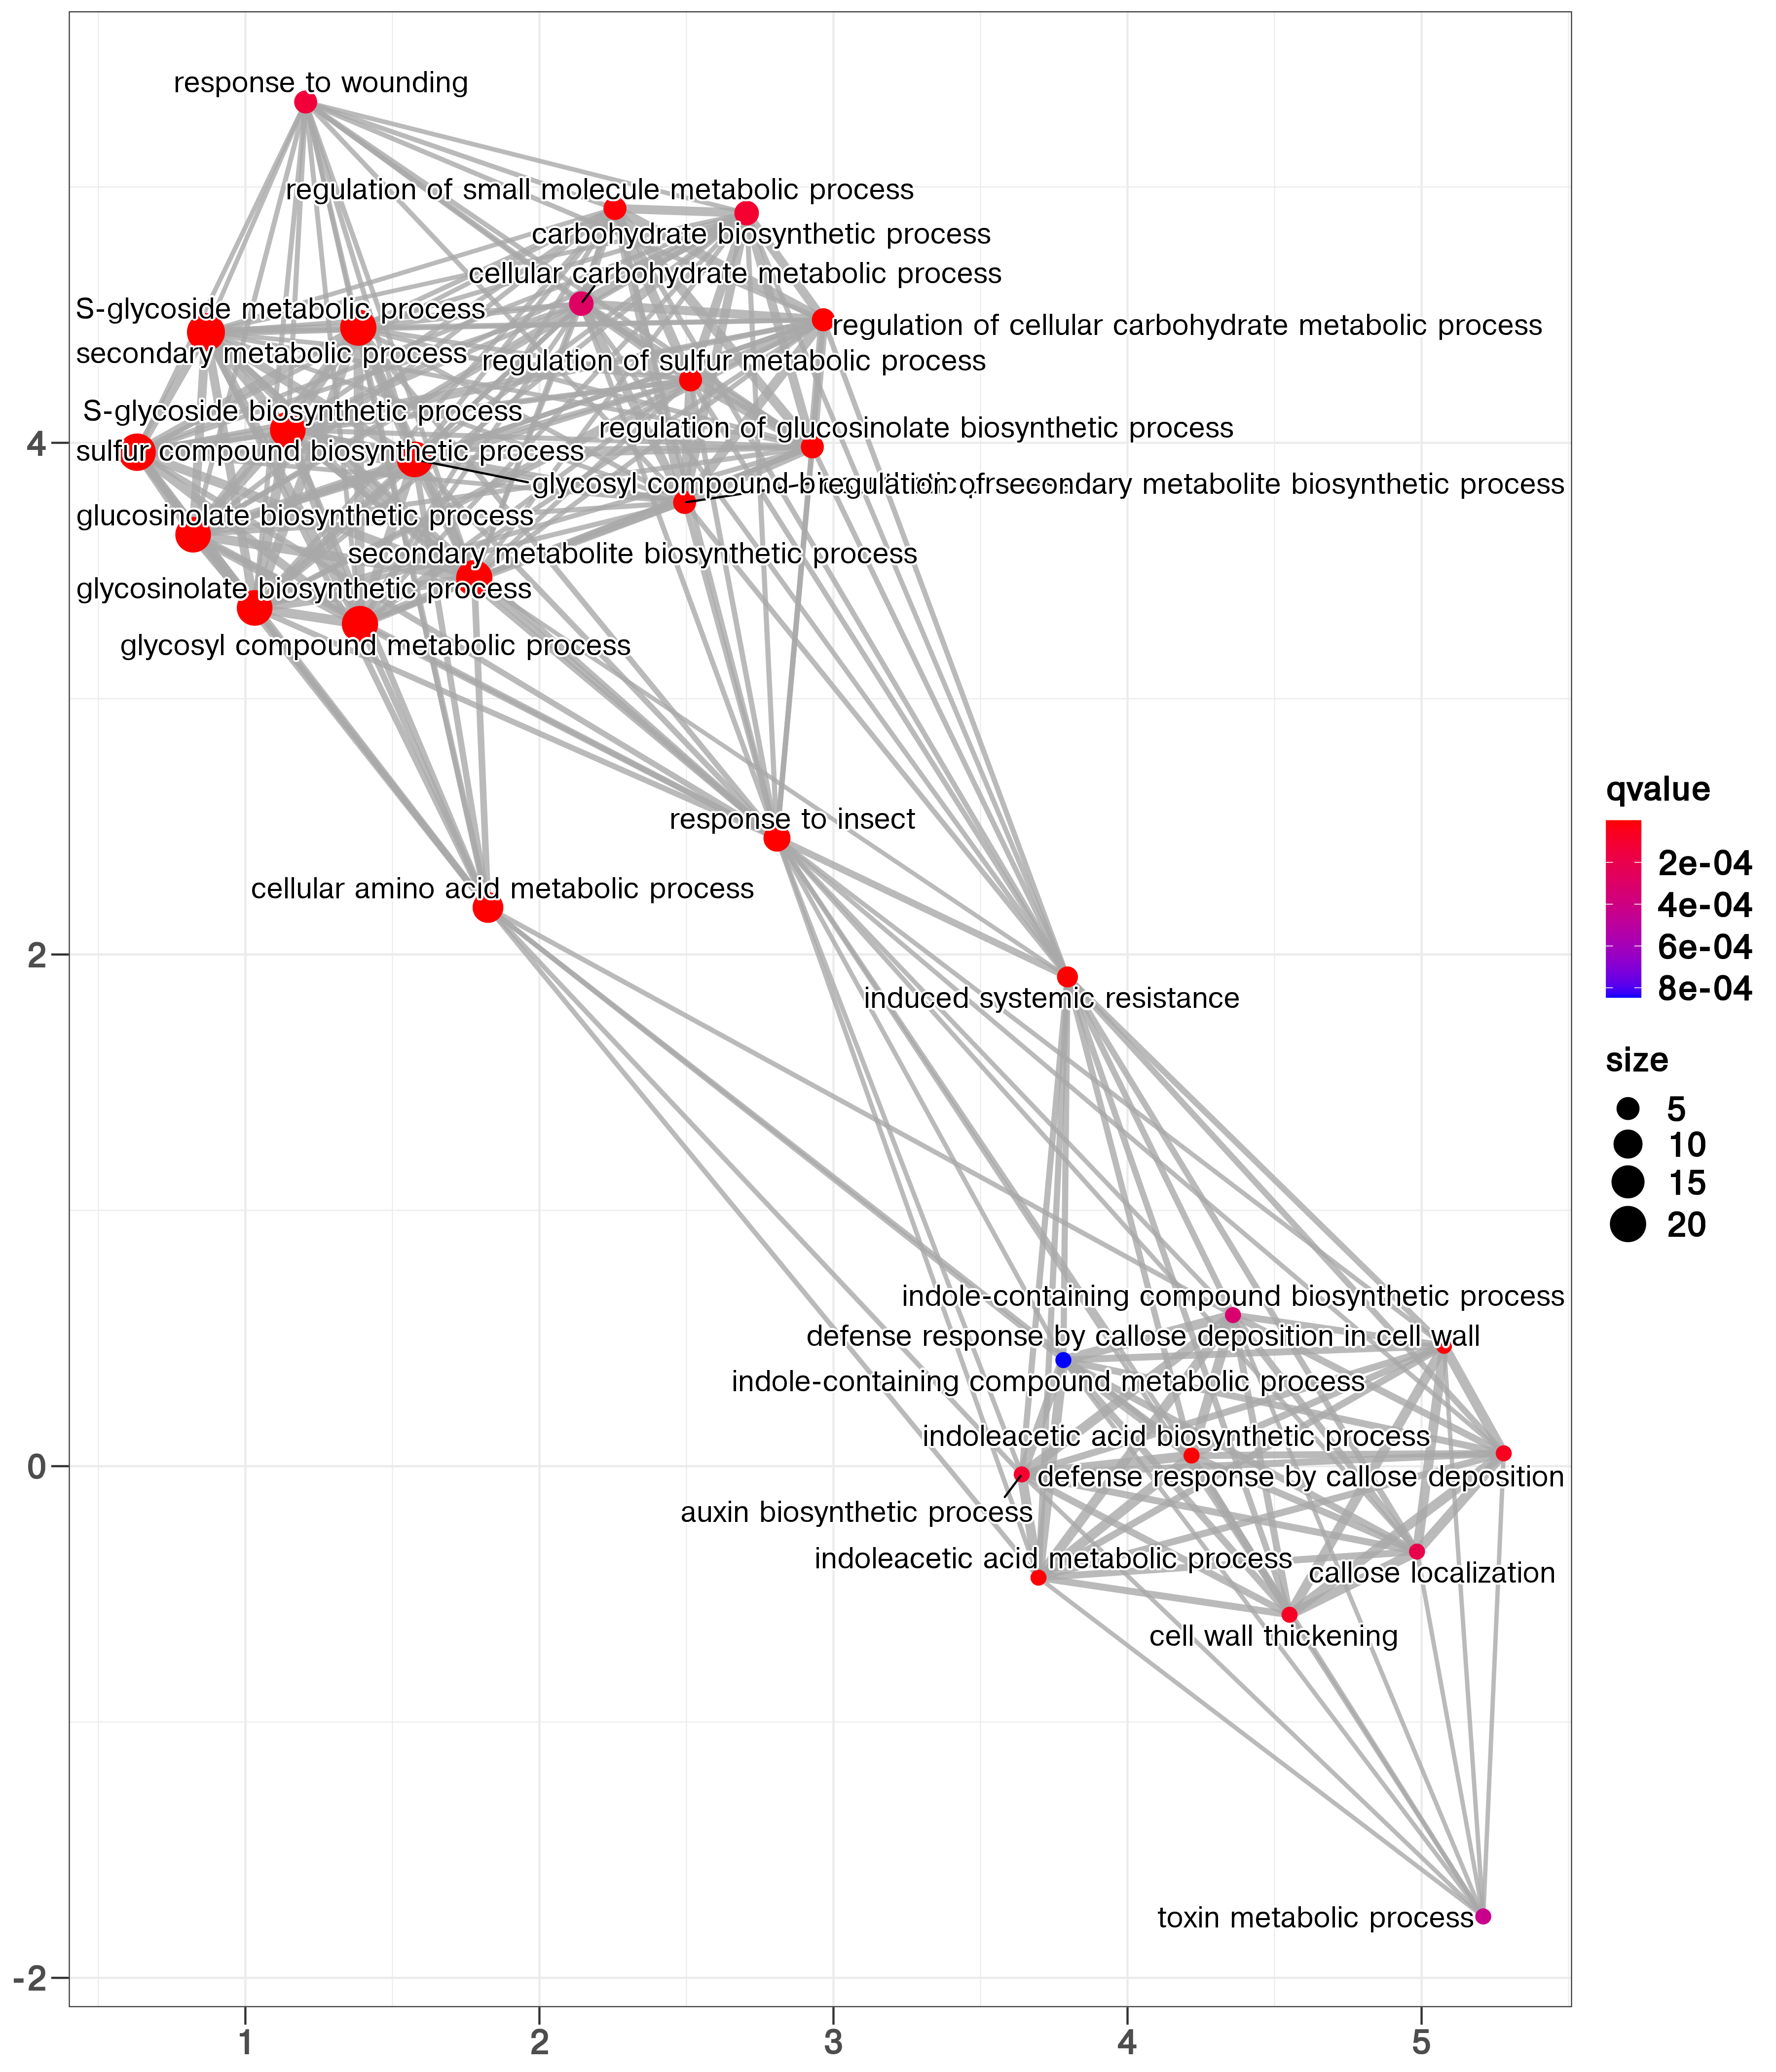 response to wounding
regulation of small molecule metabolic process
carbohydrate biosynthetic process
cellular carbohydrate metabolic process
S-glycoside metabolic process
regulation of cellular carbohydrate metabolic process
secondary metabolic process
regulation of sulfur metabolic process
S-glycoside biosynthetic process
regulation of glucosinolate biosynthetic process
sulfur compound biosynthetic process
glycosyl compound
regulation of secondary metabolite biosynthetic process
glucosinolate biosynthetic process
secondary metabolite biosynthetic process
glycosinolate biosynthetic process
glycosyl compound metabolic process
response to insect
cellular amino acid metabolic process
induced systemic resistance
indole-containing compound biosynthetic process
defense response by callose deposition in cell wall
indole-containing compound metabolic process
indoleacetic acid biosynthetic process
defense response by callose deposition
auxin biosynthetic process
indoleacetic acid metabolic process
callose localization
cell wall thickening
toxin metabolic process
4
2
0
-2
1
2
3
4
5
qvalue
2e-04
4e-04
6e-04
8e-04
size
5
10
15
20